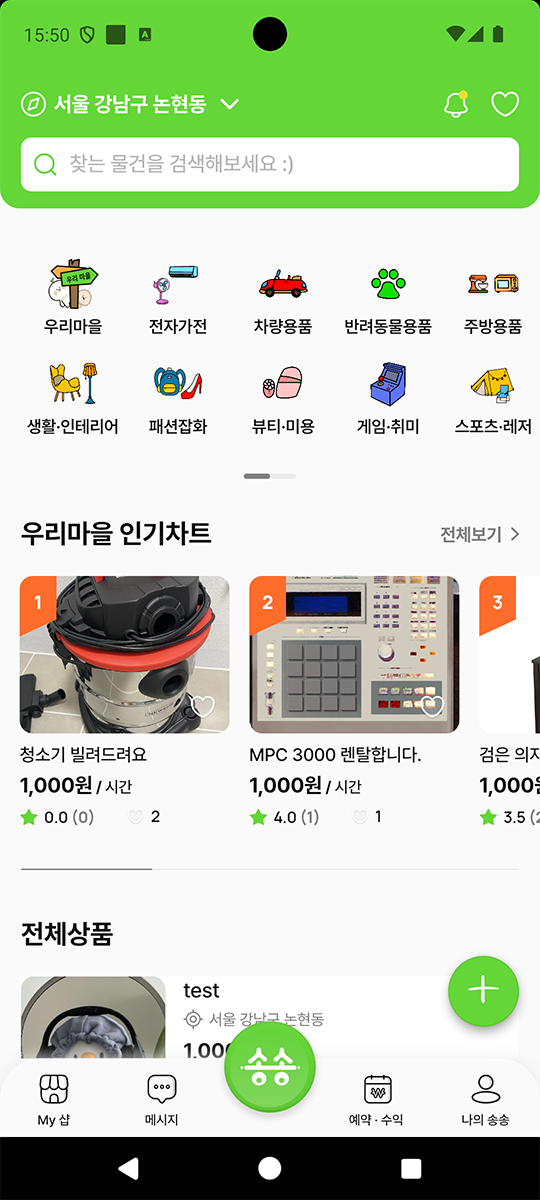 15:50
A
서울 강남구 논현동
찾는 물건을 검색해보세요 :)
우리 마을
우리마을
전자가전
차량용품
반려동물용품
주방용품
생활·인테리어
패션잡화
뷰티·미용
게임·취미
스포츠·레저
우리마을 인기차트
전체보기
1
2
3
청소기 빌려드려요
MPC 3000 렌탈합니다.
검은 의자
1,000원 / 시간
1,000원 / 시간
1,000원
0.0 (0)
2
4.0 (1)
1
3.5 (2
전체상품
test
서울 강남구 논현동
1,00
송송
My 샵
메시지
예약 · 수익
나의 송송